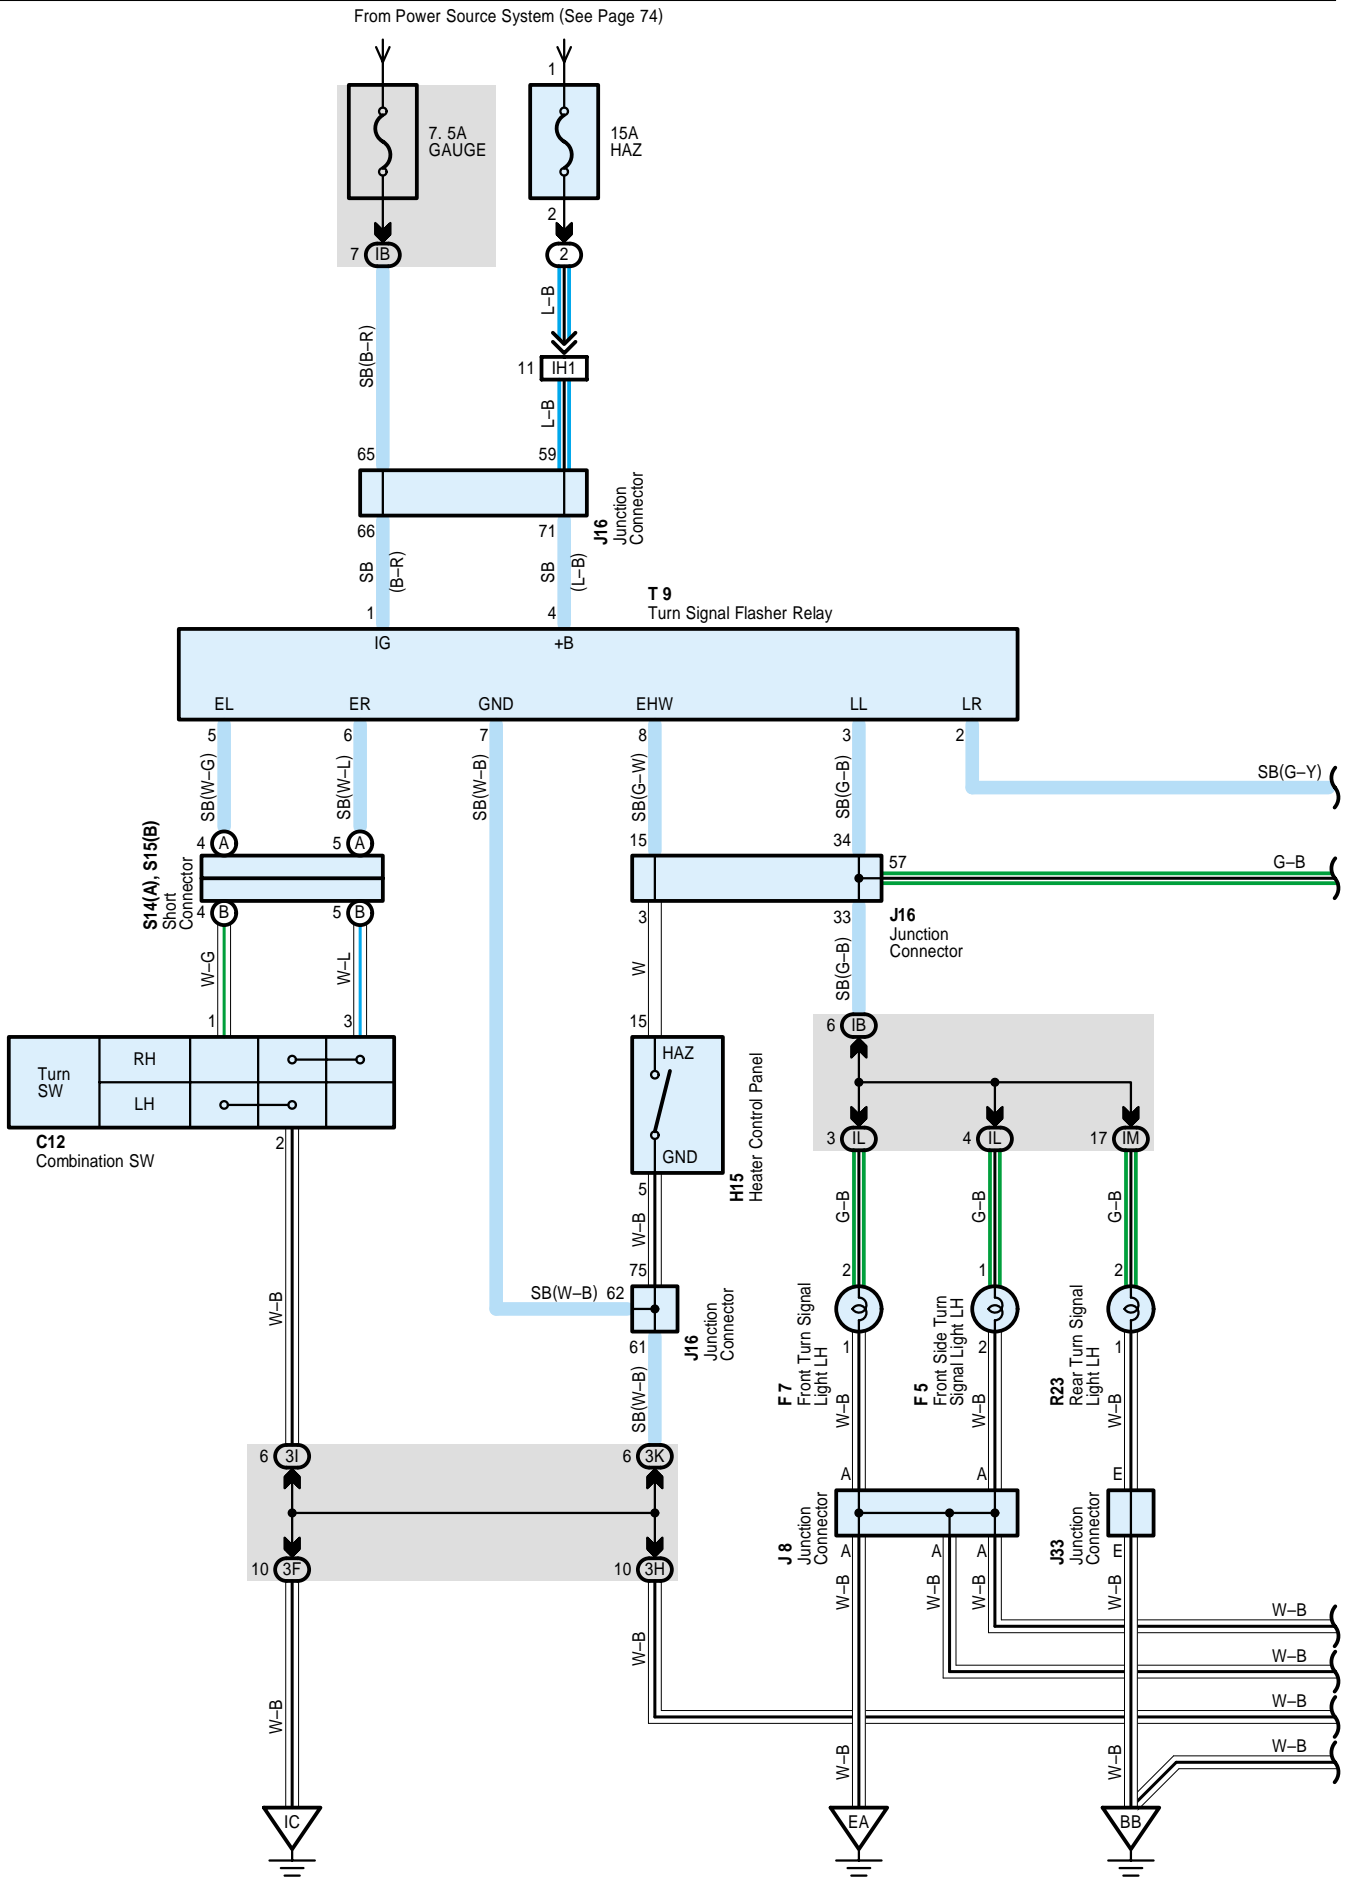 From Power Source System (See Page 74)
1
7. 5A
GAUGE
15A
HAZ
2
7 IB
2
L–B
SB(B–R)
11 IH1
L–B
65
59
J16
Junction
Connector
66
71
SB
(B–R)
SB
(L–B)
T 9
Turn Signal Flasher Relay
1
4
IG
+B
EL
ER
GND
EHW
LL
LR
5
6
7
8
3
2
SB(W–G)
SB(W–L)
SB(W–B)
SB(G–W)
SB(G–B)
SB(G–Y)
S14(A), S15(B)
Short
Connector
4 A
5 A
15
34
57
G–B
4 B
5 B
3
33
J16
Junction
Connector
W–G
W–L
W
SB(G–B)
1
3
15
6 IB
Turn
SW
RH
LH
HAZ
GND
H15
Heater Control Panel
C12
Combination SW
2
3 IL
4 IL
17 IM
5
W–B
G–B
G–B
G–B
75
2
1
2
W–B
SB(W–B) 62
J16
Junction
Connector
61
SB(W–B)
F 7
Front Turn Signal
Light LH
F 5
Front Side Turn
Signal Light LH
R23
Rear Turn Signal
Light LH
1
2
1
W–B
W–B
W–B
6 3I
6 3K
A
A
E
J 8
Junction
Connector
J33
Junction
Connector
10 3F
10 3H
A
A
A
E
W–B
W–B
W–B
W–B
W–B
W–B
W–B
W–B
W–B
W–B
W–B
W–B
IC
EA
BB